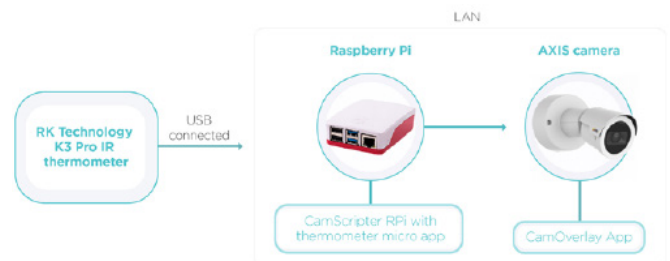 LAN
Raspberry Pi
AXIS camera
RK Technology
K3 Pro IR
thermometer
USB
connected
CamScripter RPi with
thermometer micro app
CamOverlay App